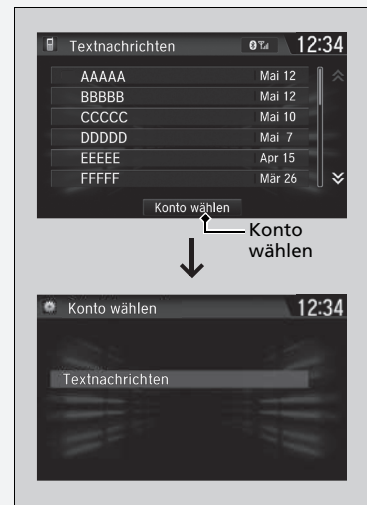 Textnachrichten 12:34
AAAAA Mai 12
BBBBB Mai 12
CCCCC Mai 10
DDDDD Mai 7
EEEEE Apr 15
FFFFF Mär 26
Konto wählen
Konto
wählen
Konto wählen 12:34
Textnachrichten